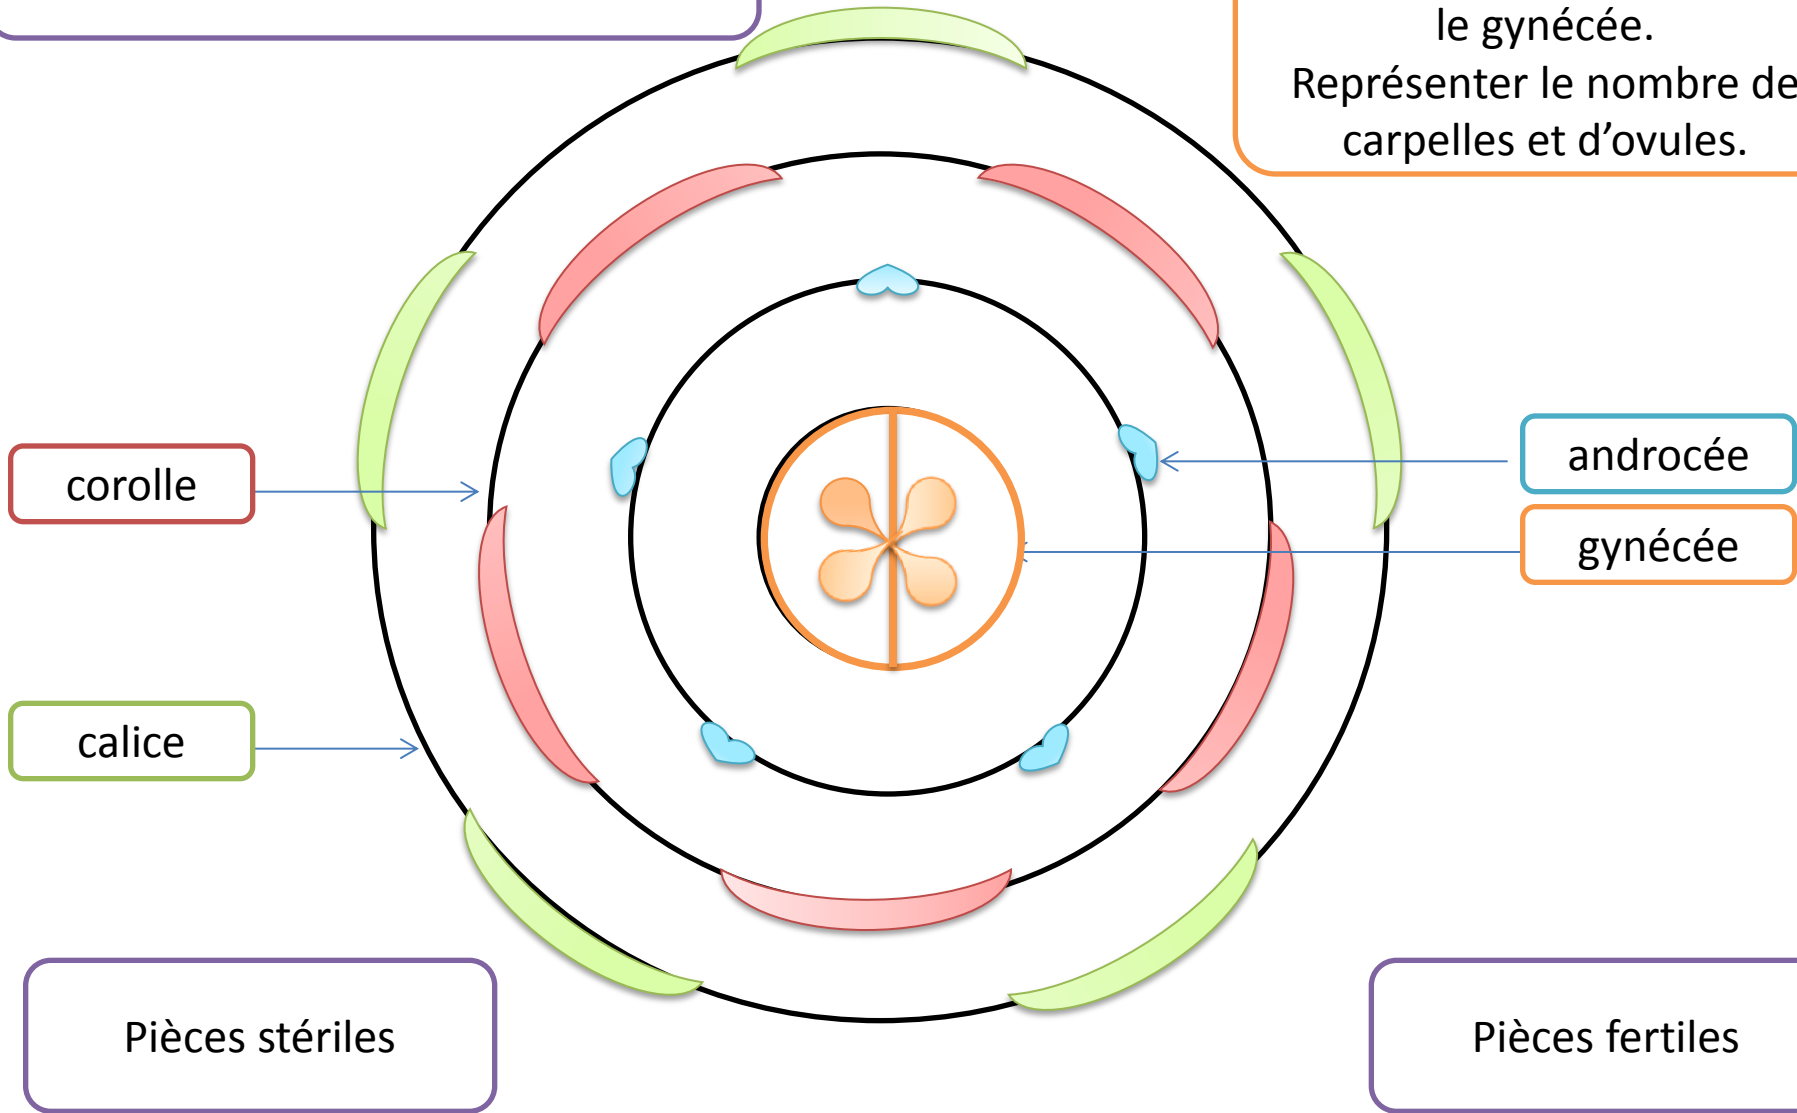 le gynécée.
Représenter le nombre de
carpelles et d’ovules.
corolle
androcée
gynécée
calice
Pièces stériles
Pièces fertiles